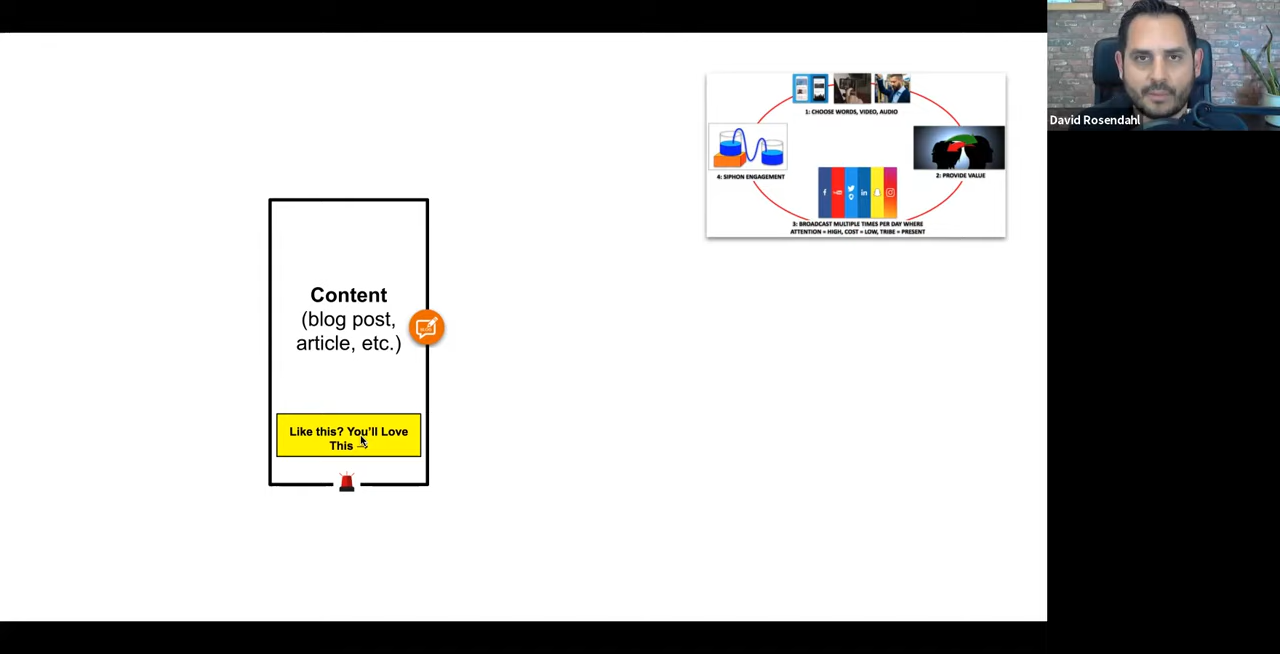 David Rosendahl
1: CHOOSE WORDS, VIDEO, AUDIO
4: SIPHON ENGAGEMENT
2: PROVIDE VALUE
3: BROADCAST MULTIPLE TIMES PER DAY WHERE
ATTENTION = HIGH, COST = LOW, TRIBE = PRESENT
Content
(blog post,
article, etc.)
BLOG
Like this? You'll Love
This